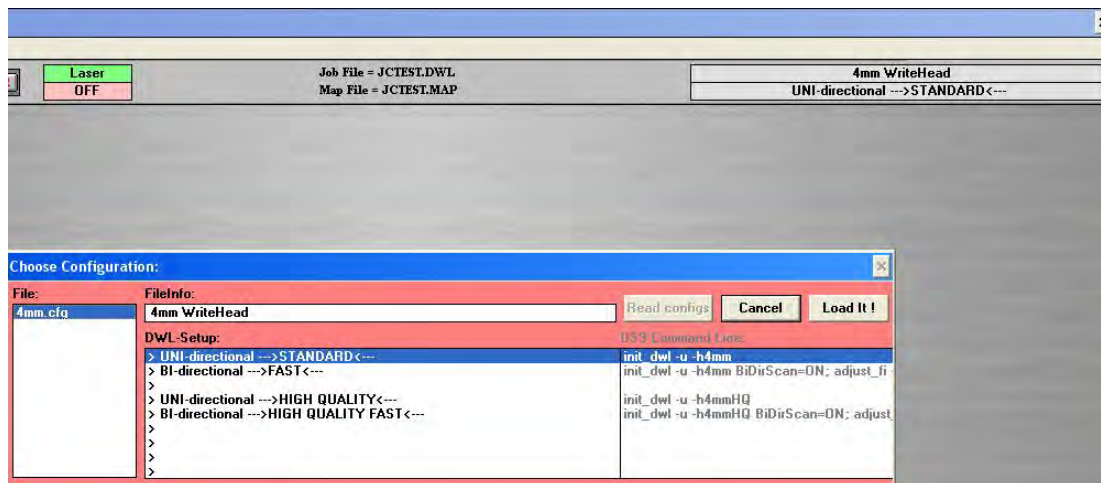 Laser
OFF
Job File = JCTEST.DWL
Map File = JCTEST.MAP
4mm WriteHead
UNI-directional --->STANDARD<---
Choose Configuration:
File:
4mm.cfg
FileInfo:
4mm WriteHead
Read configs
Cancel
Load It !
DWL-Setup:
Command Line:
> UNI-directional --->STANDARD<--- init_dwl -u -h4mm
> BI-directional --->FAST<--- init_dwl -u -h4mm BiDirScan=ON; adjust_fi
>
> UNI-directional --->HIGH QUALITY<--- init_dwl -u -h4mmHQ
> BI-directional --->HIGH QUALITY FAST<--- init_dwl -u -h4mmHQ BiDirScan=ON; adjust_
>
>
>
>